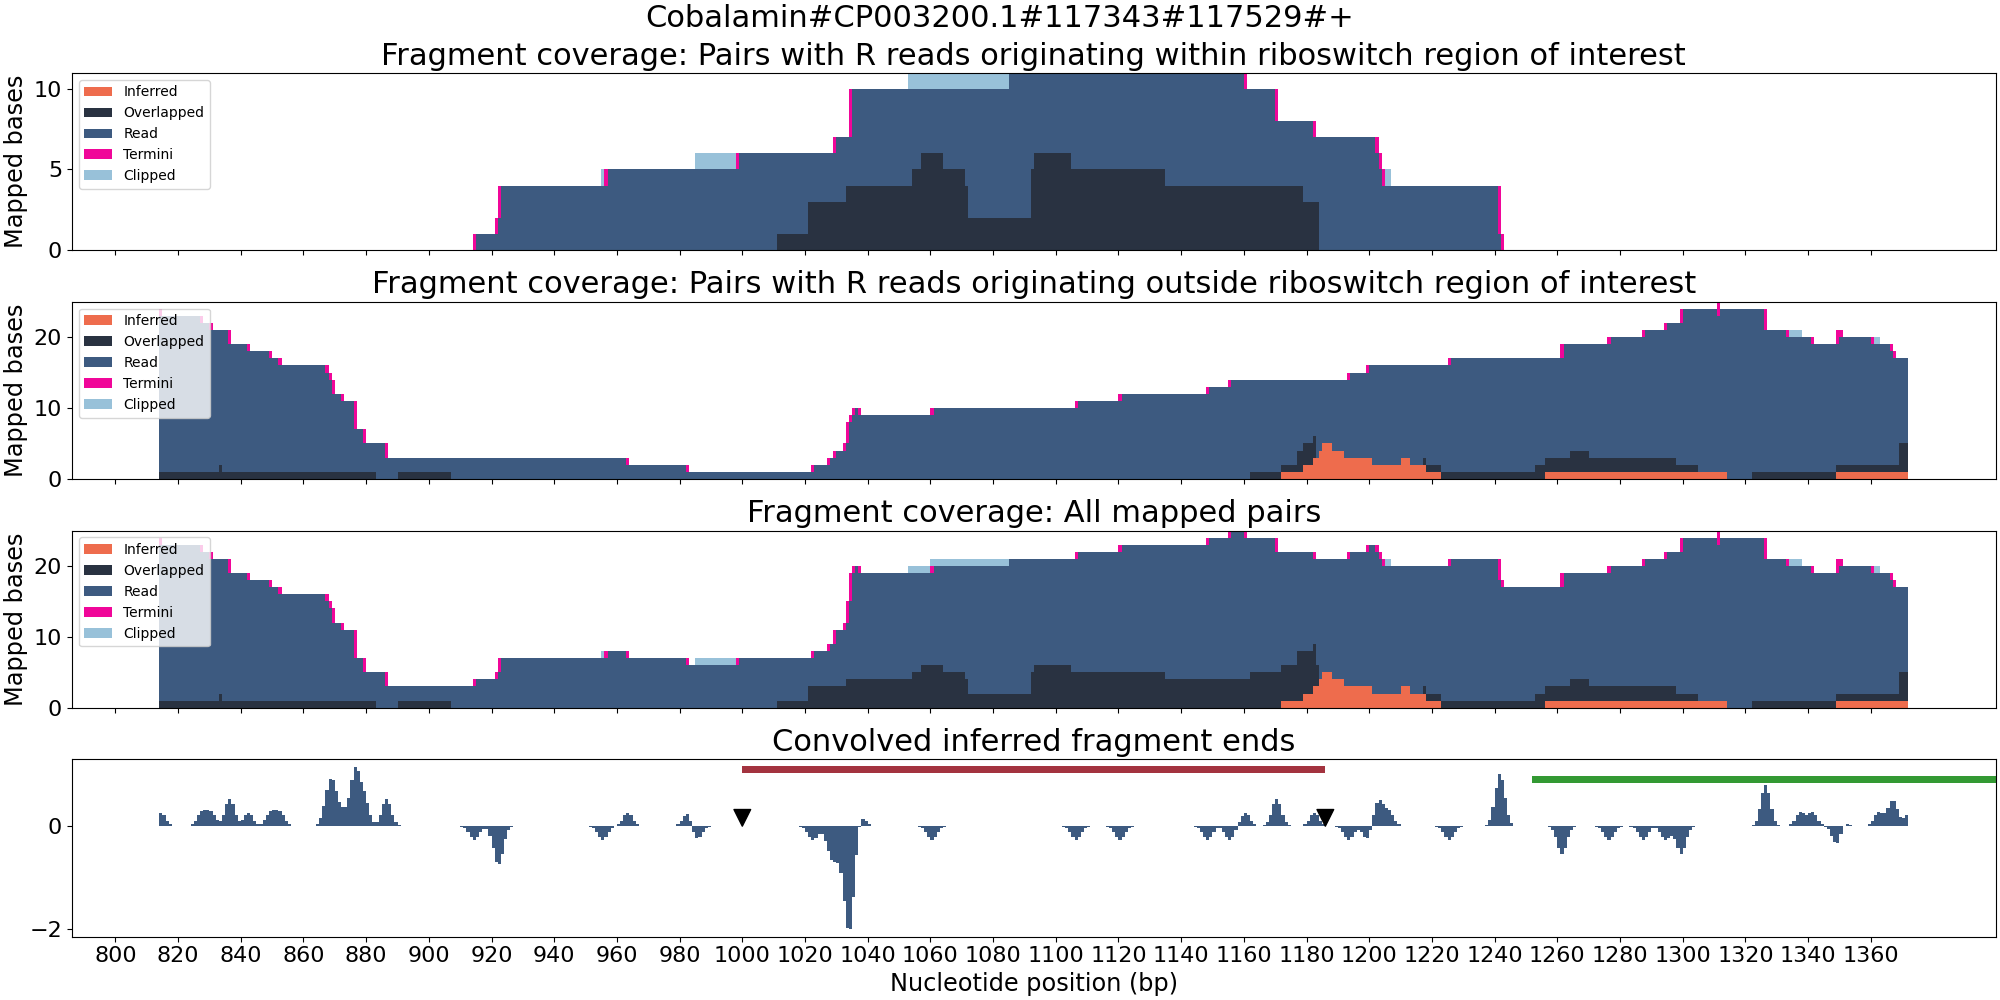 Cobalamin#CP003200.1#117343#117529#+
Fragment coverage: Pairs with R reads originating within riboswitch region of interest
Mapped bases
10
5
0
Inferred
Overlapped
Read
Termini
Clipped
Fragment coverage: Pairs with R reads originating outside riboswitch region of interest
Mapped bases
20
10
0
Inferred
Overlapped
Read
Termini
Clipped
Fragment coverage: All mapped pairs
Mapped bases
20
10
0
Inferred
Overlapped
Read
Termini
Clipped
Convolved inferred fragment ends
0
−2
800 820 840 860 880 900 920 940 960 980 1000 1020 1040 1060 1080 1100 1120 1140 1160 1180 1200 1220 1240 1260 1280 1300 1320 1340 1360
Nucleotide position (bp)